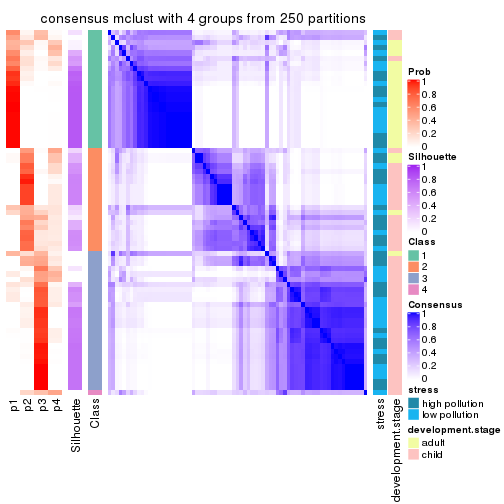 consensus mclust with 4 groups from 250 partitions
p1
p2
p3
p4
Silhouette
Class
stress
development.stage
Prob
1
0.8
0.6
0.4
0.2
0
Silhouette
1
0.8
0.6
0.4
0.2
0
Class
1
2
3
4
Consensus
1
0.8
0.6
0.4
0.2
0
stress
high pollution
low pollution
development.stage
adult
child